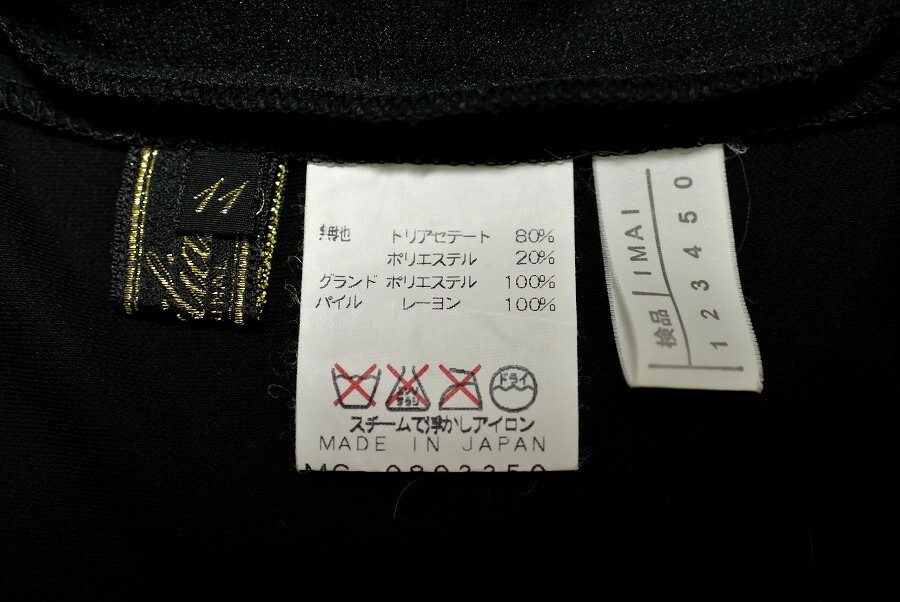 11
無地 トリアセテート 80%
ポリエステル 20%
グランド ポリエステル 100%
パイル レーヨン 100%
ドライ
スチームで浮かしアイロン
MADE IN JAPAN
検品 IMAI
1 2 3 4 5 0